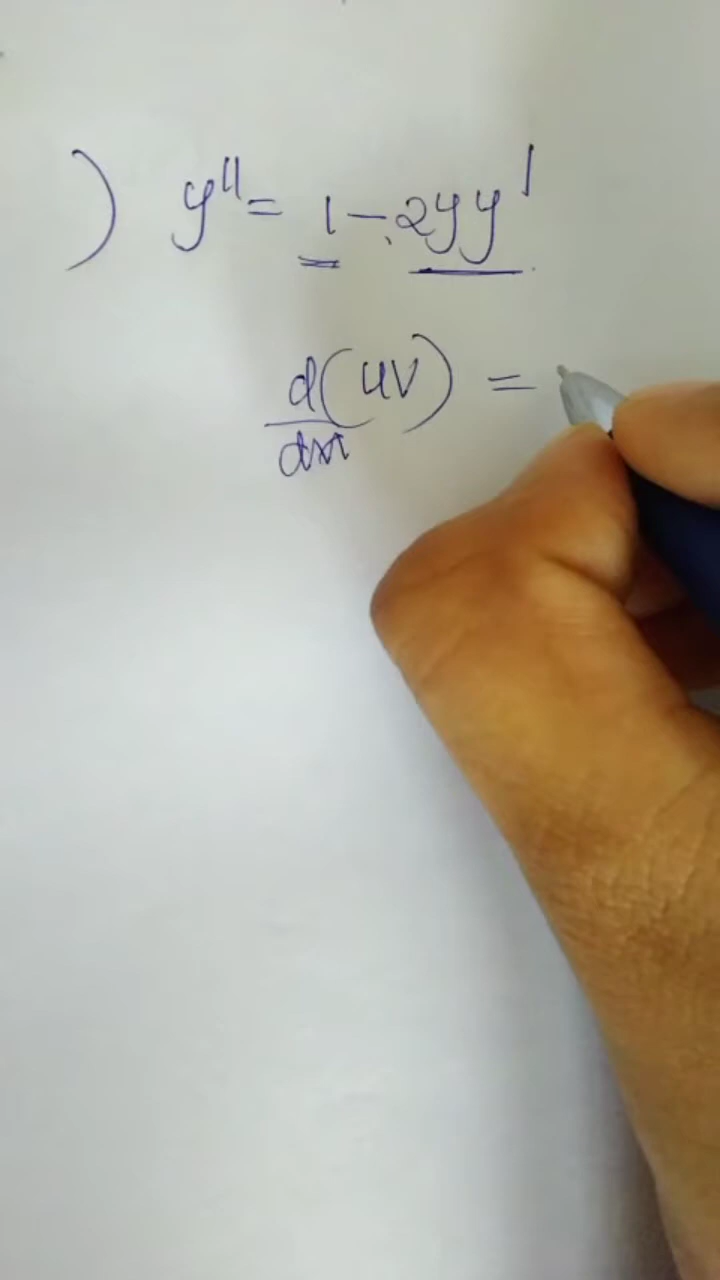 ) y'' = 1 - 2yy'
d/dx (uv) =